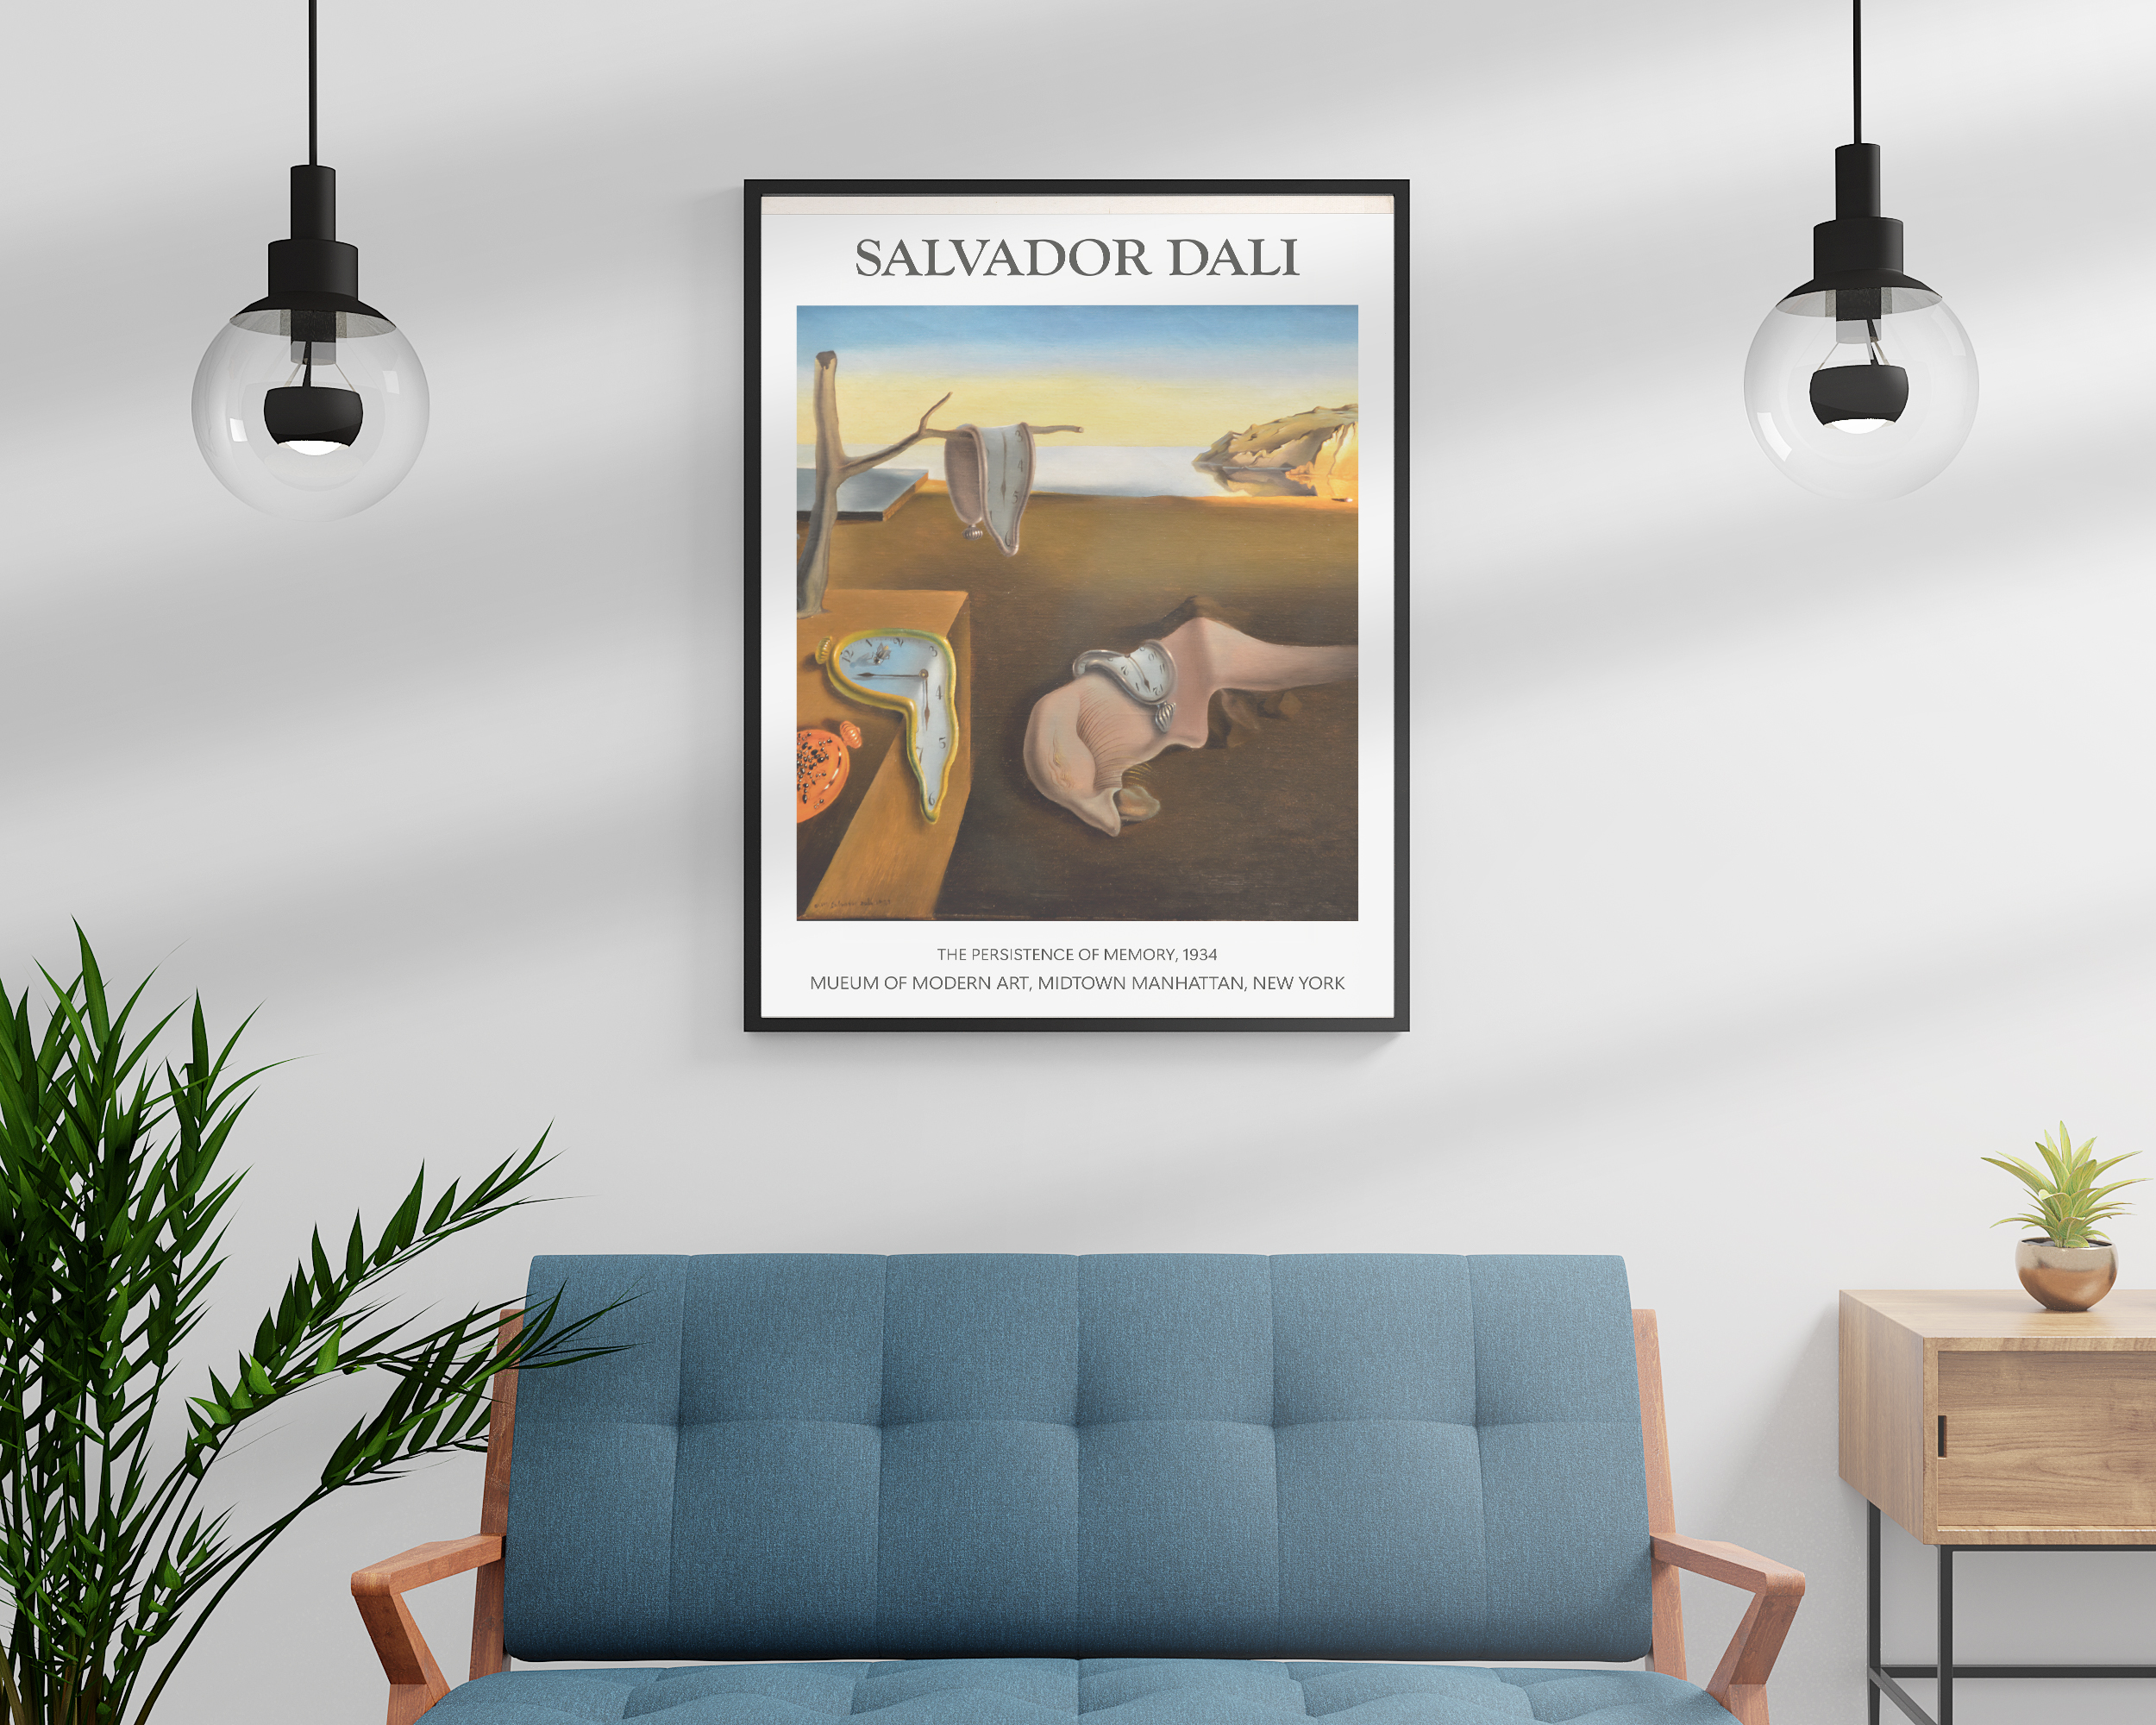 SALVADOR DALI
THE PERSISTENCE OF MEMORY, 1934
MUEUM OF MODERN ART, MIDTOWN MANHATTAN, NEW YORK